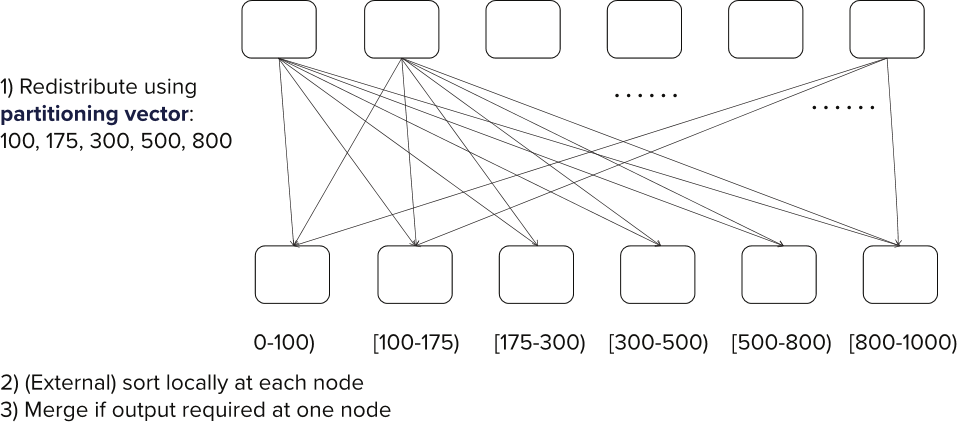 1) Redistribute using
partitioning vector:
100, 175, 300, 500, 800
......
......
0-100) [100-175) [175-300) [300-500) [500-800) [800-1000)
2) (External) sort locally at each node
3) Merge if output required at one node